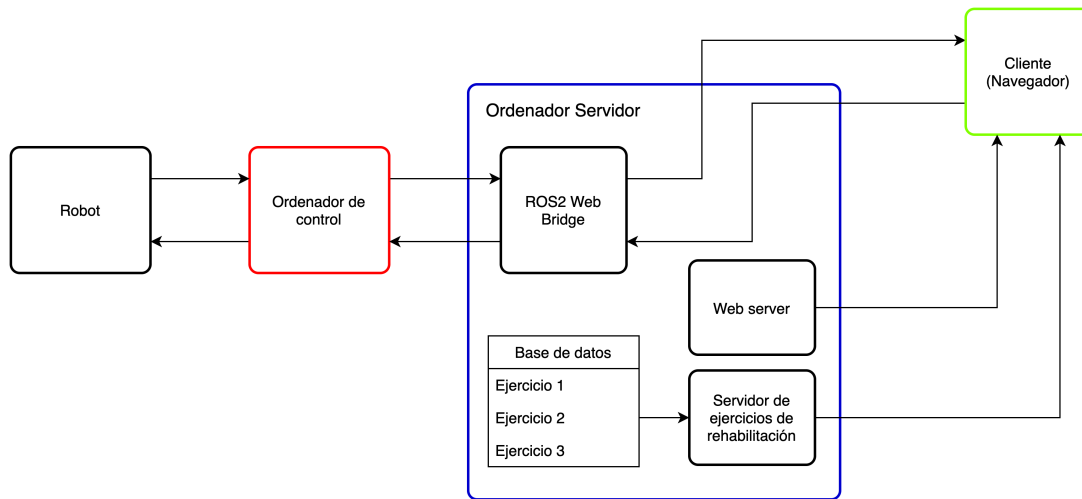 Cliente
(Navegador)
Ordenador Servidor
Robot
Ordenador de
control
ROS2 Web
Bridge
Web server
Base de datos
Ejercicio 1
Ejercicio 2
Ejercicio 3
Servidor de
ejercicios de
rehabilitación